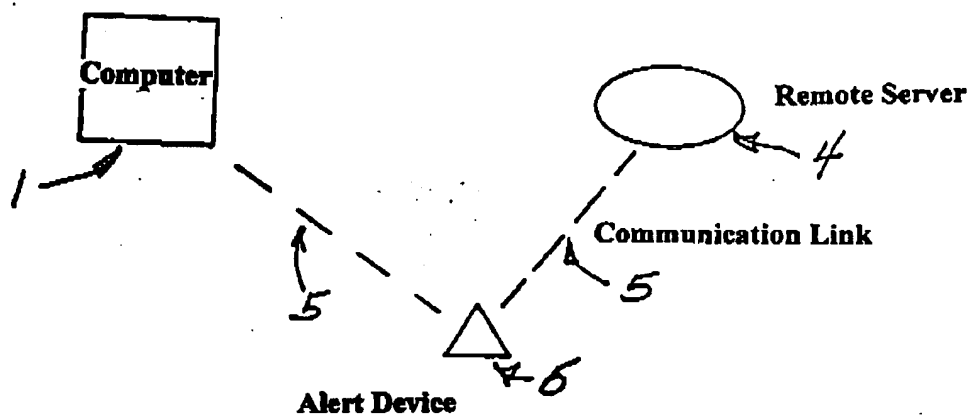 Computer
Remote Server
4
1
Communication Link
5
5
6
Alert Device